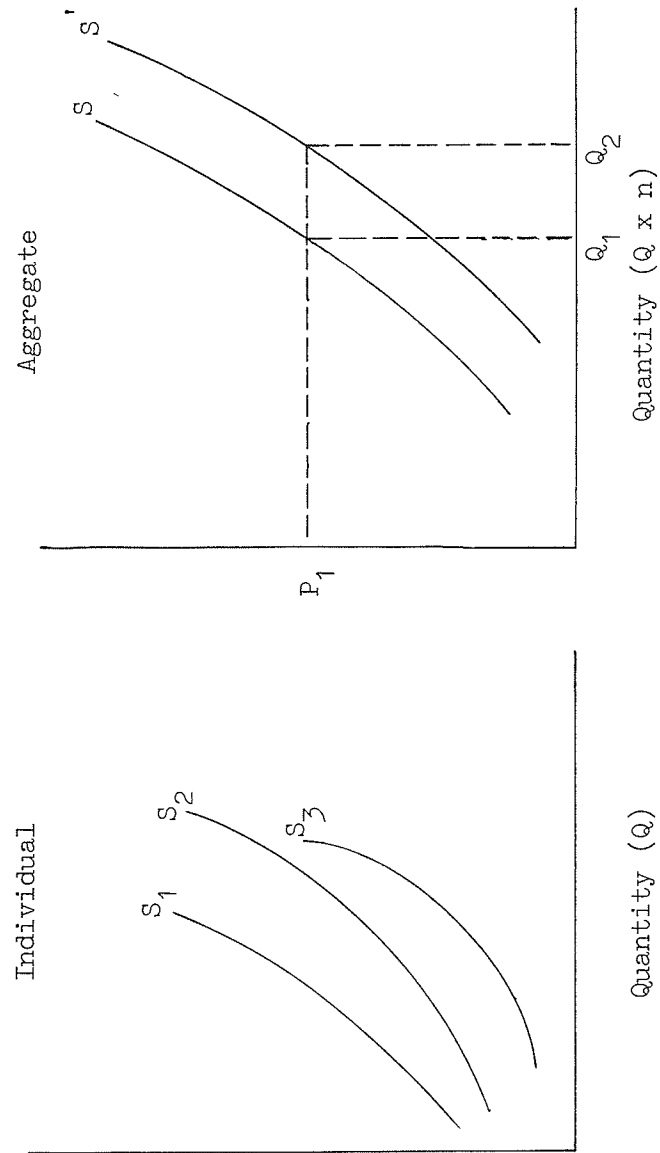 Individual
S1
S2
S3
Quantity (Q)
Aggregate
S
S'
P1
Q1
Q2
Quantity (Q x n)